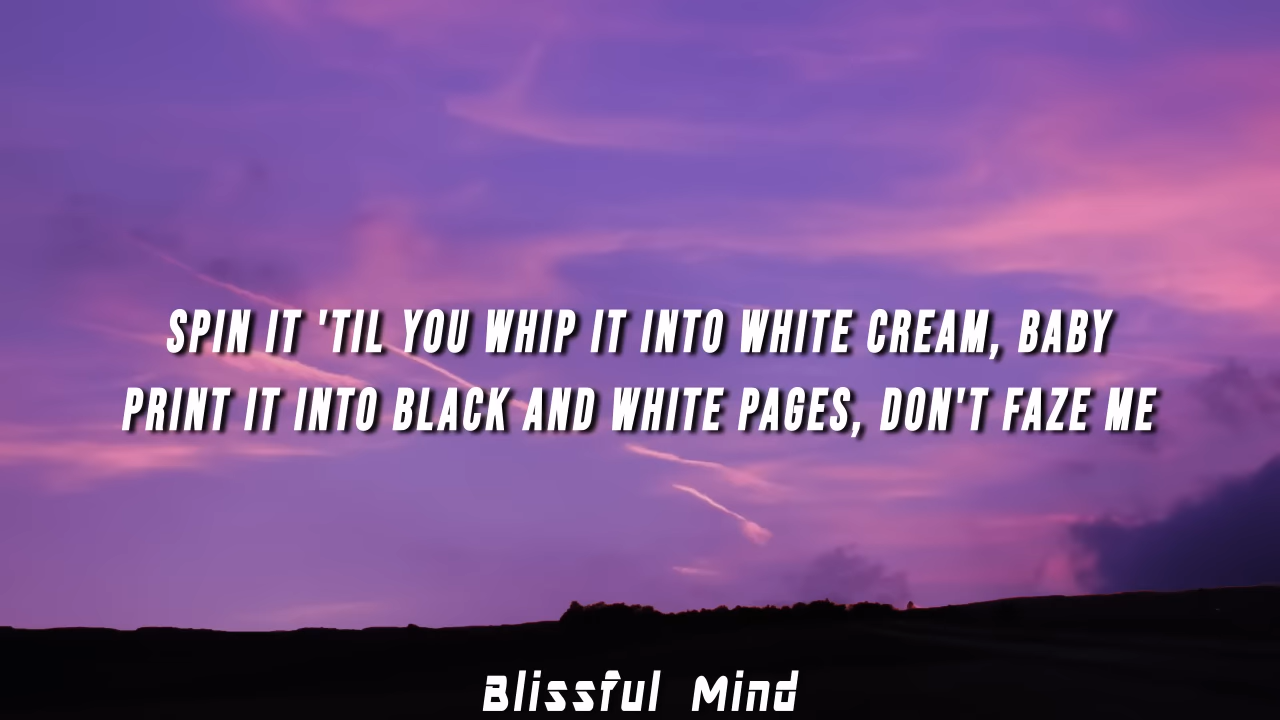 SPIN IT 'TIL YOU WHIP IT INTO WHITE CREAM, BABY
PRINT IT INTO BLACK AND WHITE PAGES, DON'T FAZE ME
Blissful Mind